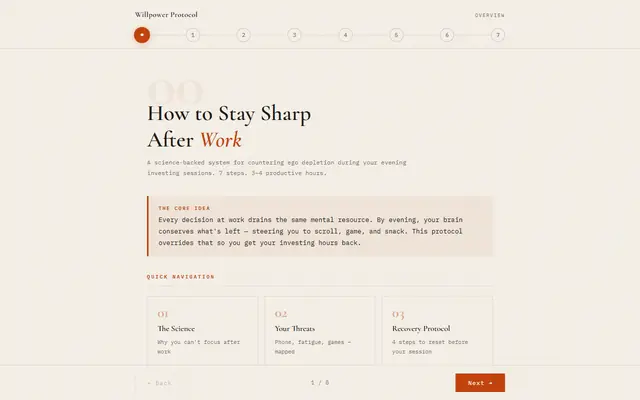 Willpower Protocol
OVERVIEW
1 2 3 4 5 6 7
00
How to Stay Sharp
After Work
A science-backed system for countering ego depletion during your evening
investing sessions. 7 steps. 3–4 productive hours.
THE CORE IDEA
Every decision at work drains the same mental resource. By evening, your brain
conserves what's left — steering you to scroll, game, and snack. This protocol
overrides that so you get your investing hours back.
QUICK NAVIGATION
01
The Science
Why you can't focus after
work
02
Your Threats
Phone, fatigue, games —
mapped
03
Recovery Protocol
4 steps to reset before
your session
← Back
1 / 8
Next →